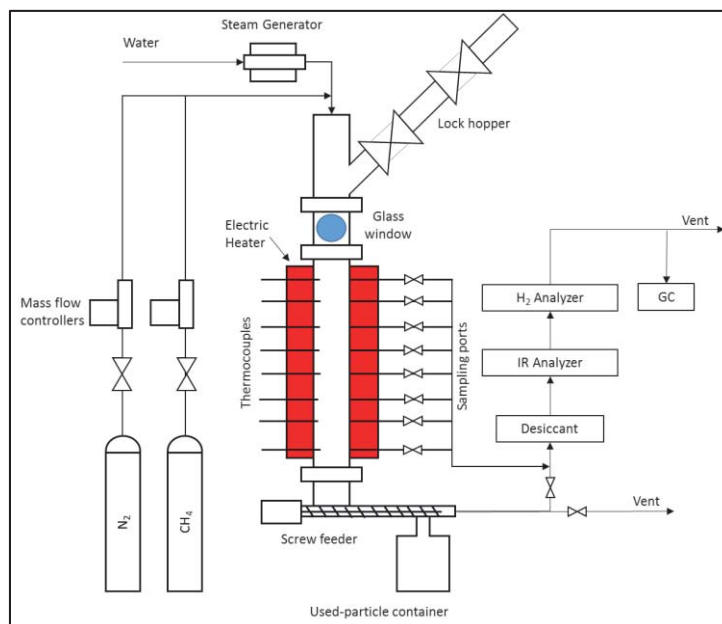 Steam Generator
Water
Lock hopper
Glass
window
Electric
Heater
Vent
Mass flow
controllers
H₂ Analyzer
GC
Thermocouples
Sampling ports
IR Analyzer
Desiccant
N₂
CH₄
Vent
Screw feeder
Used-particle container